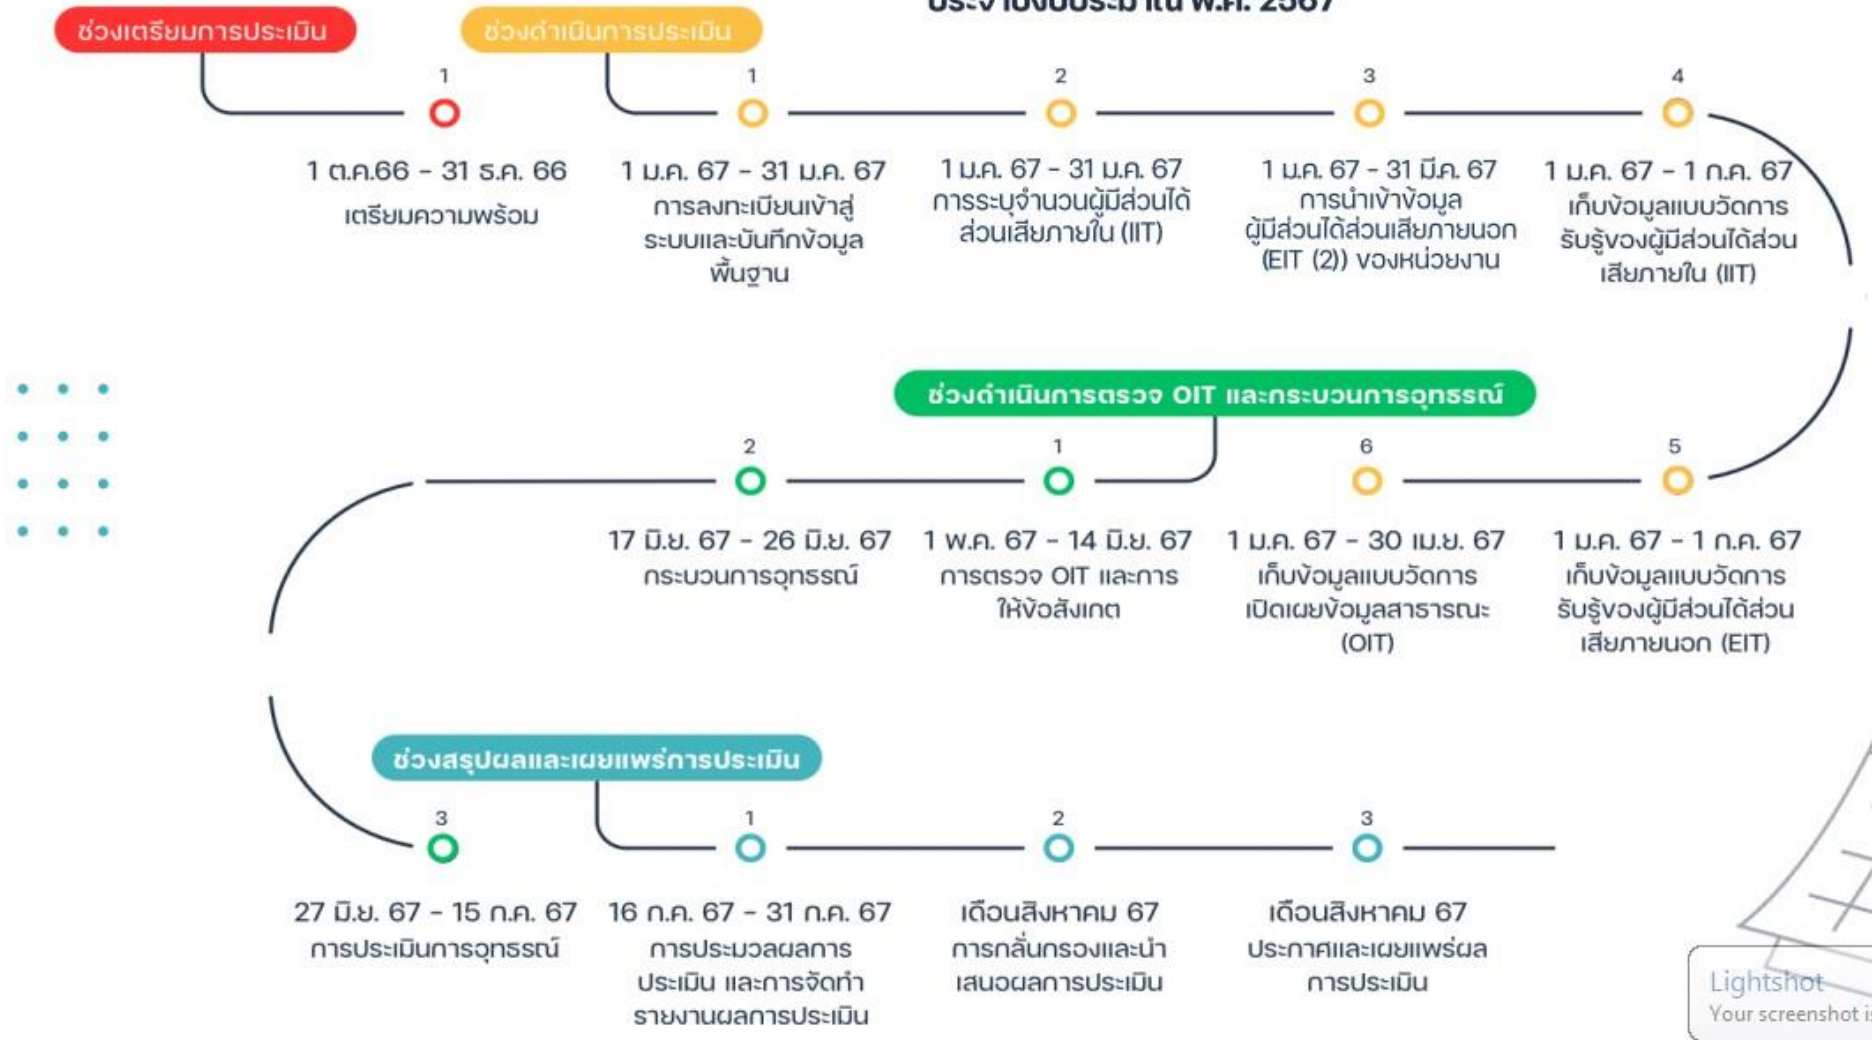 ประจำปีงบประมาณ พ.ศ. 2567
ช่วงเตรียมการประเมิน
ช่วงดำเนินการประเมิน
1
1 ต.ค.66 - 31 ธ.ค. 66
เตรียมความพร้อม
1
1 ม.ค. 67 - 31 ม.ค. 67
การลงทะเบียนเข้าสู่
ระบบและบันทึกข้อมูล
พื้นฐาน
2
1 ม.ค. 67 - 31 ม.ค. 67
การระบุจำนวนผู้มีส่วนได้
ส่วนเสียภายใน (IIT)
3
1 ม.ค. 67 - 31 มี.ค. 67
การนำเข้าข้อมูล
ผู้มีส่วนได้ส่วนเสียภายนอก
(EIT (2)) ของหน่วยงาน
4
1 ม.ค. 67 - 1 ก.ค. 67
เก็บข้อมูลแบบวัดการ
รับรู้ของผู้มีส่วนได้ส่วน
เสียภายใน (IIT)
5
1 ม.ค. 67 - 1 ก.ค. 67
เก็บข้อมูลแบบวัดการ
รับรู้ของผู้มีส่วนได้ส่วน
เสียภายนอก (EIT)
6
1 ม.ค. 67 - 30 เม.ย. 67
เก็บข้อมูลแบบวัดการ
เปิดเผยข้อมูลสาธารณะ
(OIT)
ช่วงดำเนินการตรวจ OIT และกระบวนการอุทธรณ์
1
1 พ.ค. 67 - 14 มิ.ย. 67
การตรวจ OIT และการ
ให้ข้อสังเกต
2
17 มิ.ย. 67 - 26 มิ.ย. 67
กระบวนการอุทธรณ์
3
27 มิ.ย. 67 - 15 ก.ค. 67
การประเมินการอุทธรณ์
ช่วงสรุปผลและเผยแพร่การประเมิน
1
16 ก.ค. 67 - 31 ก.ค. 67
การประมวลผลการ
ประเมิน และการจัดทำ
รายงานผลการประเมิน
2
เดือนสิงหาคม 67
การกลั่นกรองและนำ
เสนอผลการประเมิน
3
เดือนสิงหาคม 67
ประกาศและเผยแพร่ผล
การประเมิน
Lightshot
Your screenshot is